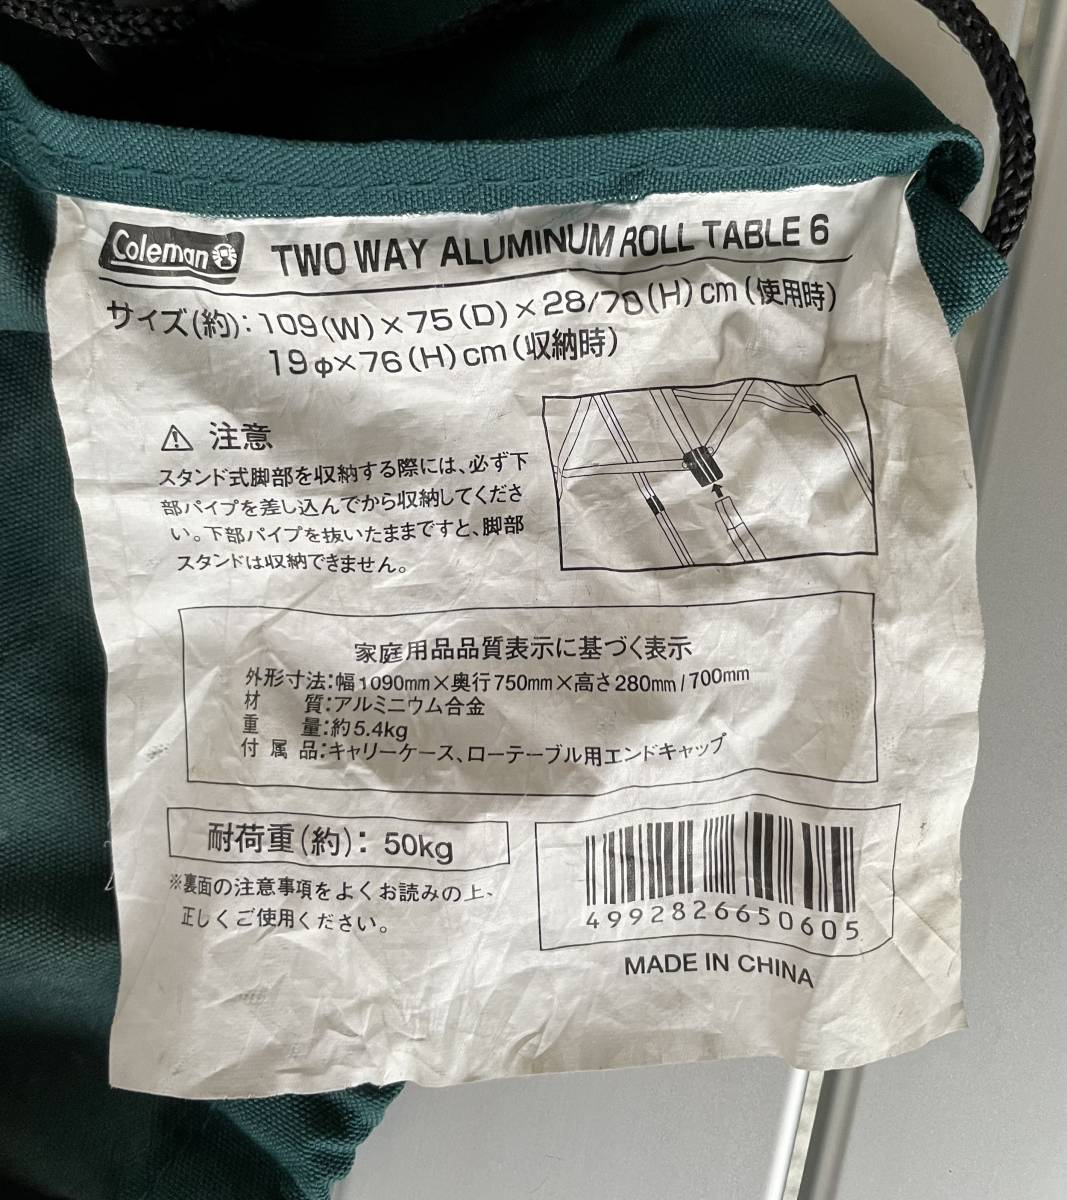 Coleman TWO WAY ALUMINUM ROLL TABLE 6
サイズ(約):109(W)×75(D)×28/70(H)cm(使用時)
19φ×76(H)cm(収納時)
⚠ 注意
スタンド式脚部を収納する際には、必ず下
部パイプを差し込んでから収納してくださ
い。下部パイプを抜いたままですと、脚部
スタンドは収納できません。
家庭用品品質表示に基づく表示
外形寸法:幅1090mm×奥行750mm×高さ280mm/700mm
材 質:アルミニウム合金
重 量:約5.4kg
付属品:キャリーケース、ローテーブル用エンドキャップ
耐荷重(約): 50kg
※裏面の注意事項をよくお読みの上、
正しくご使用ください。
4992826650605
MADE IN CHINA